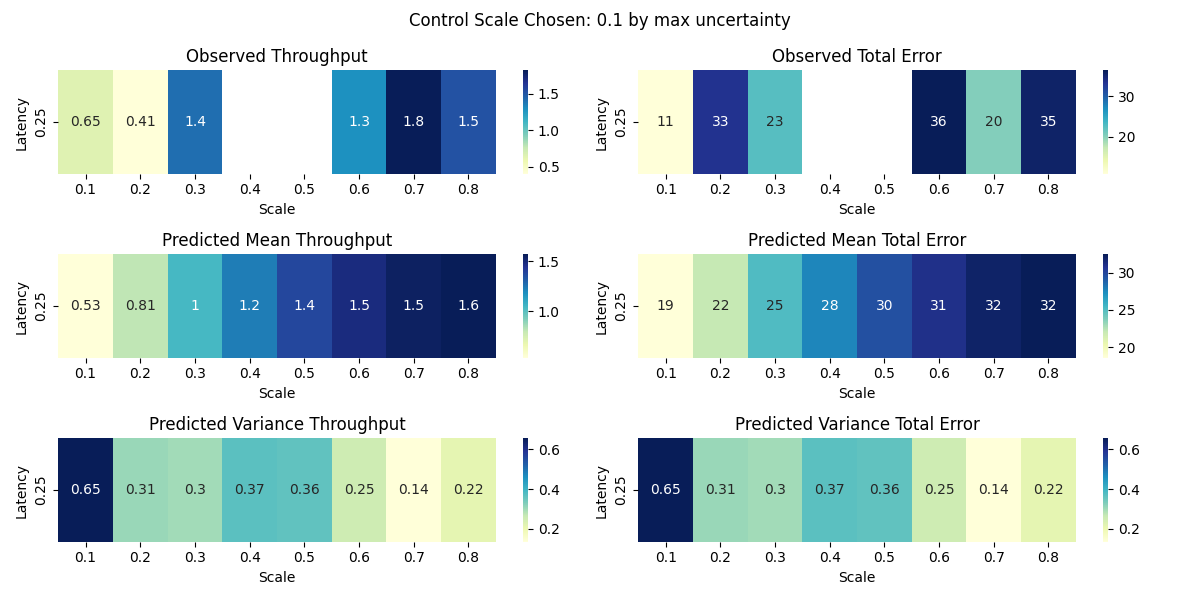 Control Scale Chosen: 0.1 by max uncertainty
Observed Throughput
Latency
0.25
0.65 0.41 1.4 1.3 1.8 1.5
0.1 0.2 0.3 0.4 0.5 0.6 0.7 0.8
Scale
1.5
1.0
0.5
Observed Total Error
Latency
0.25
11 33 23 36 20 35
0.1 0.2 0.3 0.4 0.5 0.6 0.7 0.8
Scale
30
20
Predicted Mean Throughput
Latency
0.25
0.53 0.81 1 1.2 1.4 1.5 1.5 1.6
0.1 0.2 0.3 0.4 0.5 0.6 0.7 0.8
Scale
1.5
1.0
Predicted Mean Total Error
Latency
0.25
19 22 25 28 30 31 32 32
0.1 0.2 0.3 0.4 0.5 0.6 0.7 0.8
Scale
30
25
20
Predicted Variance Throughput
Latency
0.25
0.65 0.31 0.3 0.37 0.36 0.25 0.14 0.22
0.1 0.2 0.3 0.4 0.5 0.6 0.7 0.8
Scale
0.6
0.4
0.2
Predicted Variance Total Error
Latency
0.25
0.65 0.31 0.3 0.37 0.36 0.25 0.14 0.22
0.1 0.2 0.3 0.4 0.5 0.6 0.7 0.8
Scale
0.6
0.4
0.2